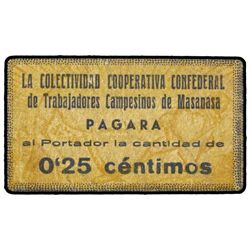 LA COLECTIVIDAD COOPERATIVA CONFEDERAL
de Trabajadores Campesinos de Masanasa
PAGARA
al Portador la cantidad de
0'25 céntimos